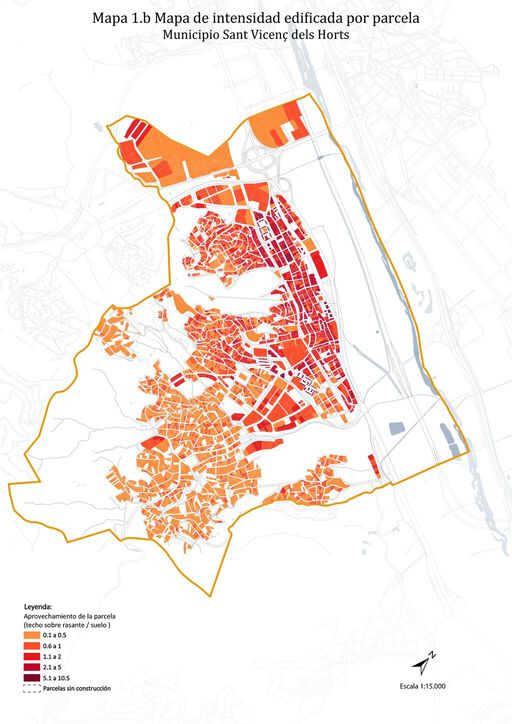 Mapa 1.b Mapa de intensidad edificada por parcela
Municipio Sant Vicenç dels Horts
Leyenda:
Aprovechamiento de la parcela
(techo sobre rasante / suelo )
0.1 a 0.5
0.6 a 1
1.1 a 2
2.1 a 5
5.1 a 10.5
Parcelas sin construcción
N
Escala 1:15.000